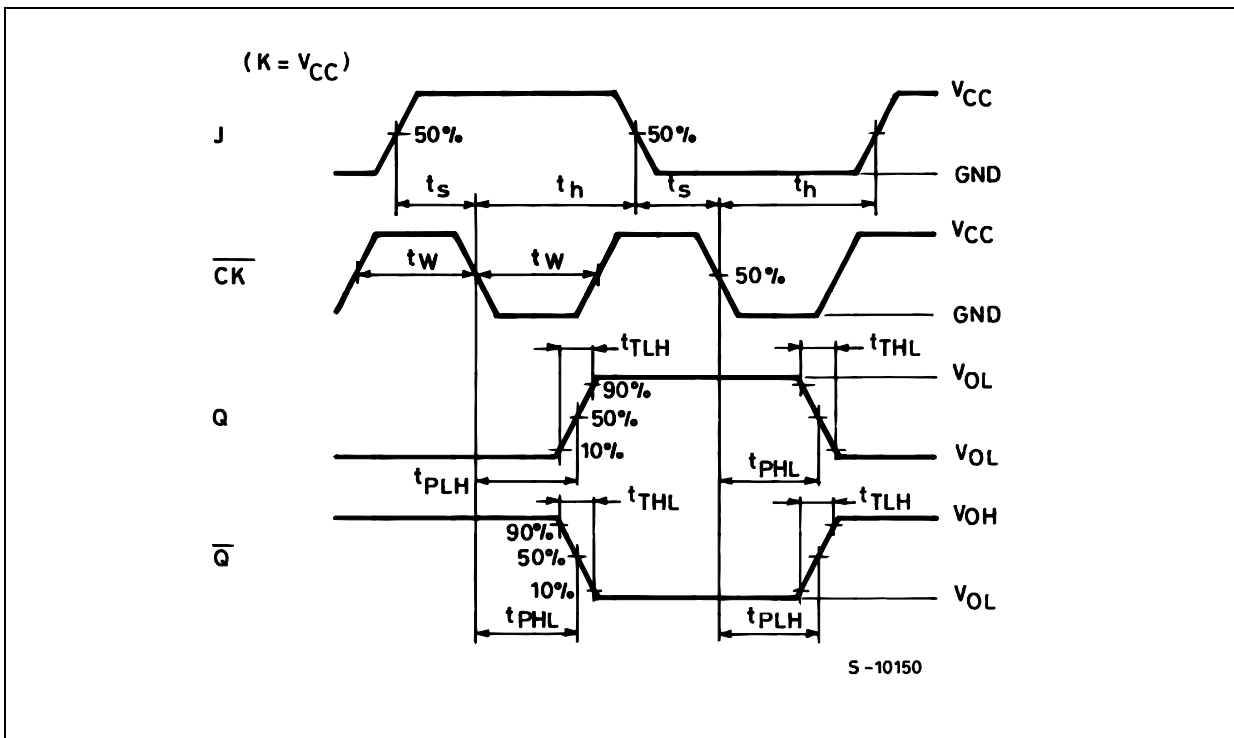 (K = VCC)
VCC
J
50%
50%
GND
ts
th
ts
th
VCC
CK
tW
tW
50%
GND
tTLH
tTHL
VOL
90%
Q
50%
10%
VOL
tPLH
tPHL
tTHL
tTLH
VOH
90%
Q
50%
10%
VOL
tPHL
tPLH
S-10150